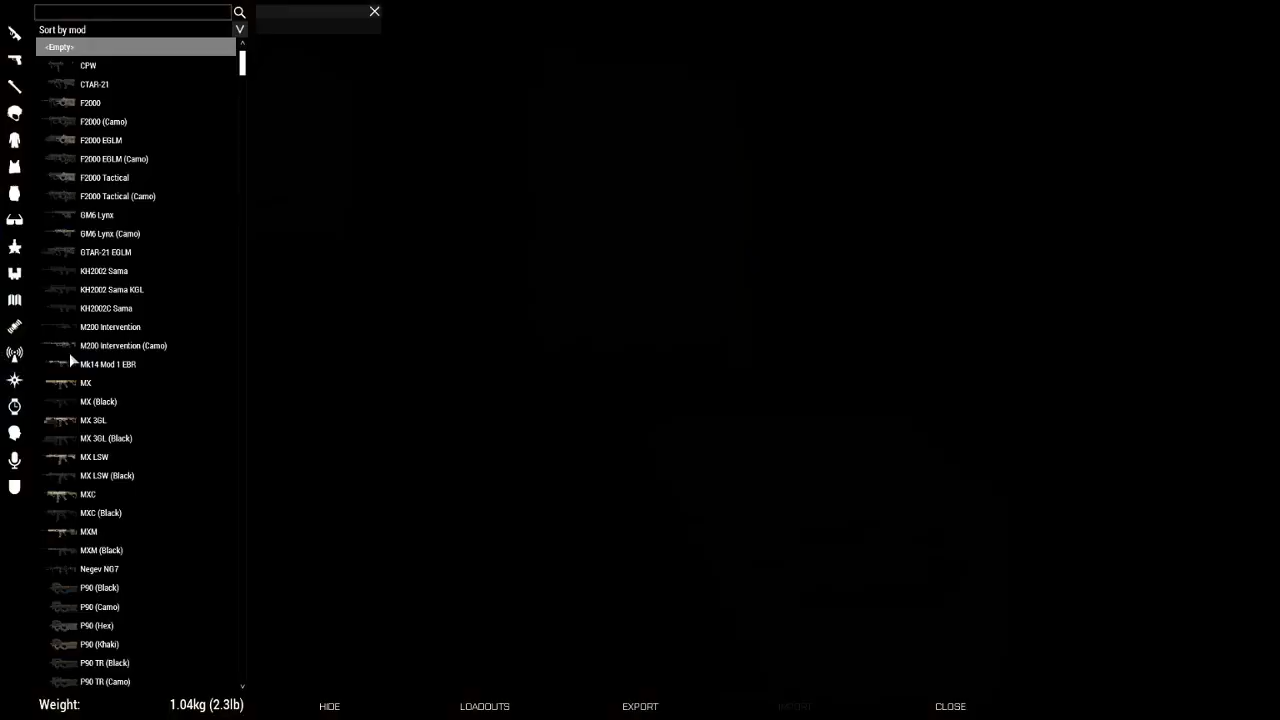 Sort by mod
<Empty>
CPW
CTAR-21
F2000
F2000 (Camo)
F2000 EGLM
F2000 EGLM (Camo)
F2000 Tactical
F2000 Tactical (Camo)
GM6 Lynx
GM6 Lynx (Camo)
GTAR-21 EGLM
KH2002 Sama
KH2002 Sama KGL
KH2002C Sama
M200 Intervention
M200 Intervention (Camo)
Mk14 Mod 1 EBR
MX
MX (Black)
MX 3GL
MX 3GL (Black)
MX LSW
MX LSW (Black)
MXC
MXC (Black)
MXM
MXM (Black)
Negev NG7
P90 (Black)
P90 (Camo)
P90 (Hex)
P90 (Khaki)
P90 TR (Black)
P90 TR (Camo)
Weight: 1.04kg (2.3lb)
HIDE LOADOUTS EXPORT IMPORT CLOSE